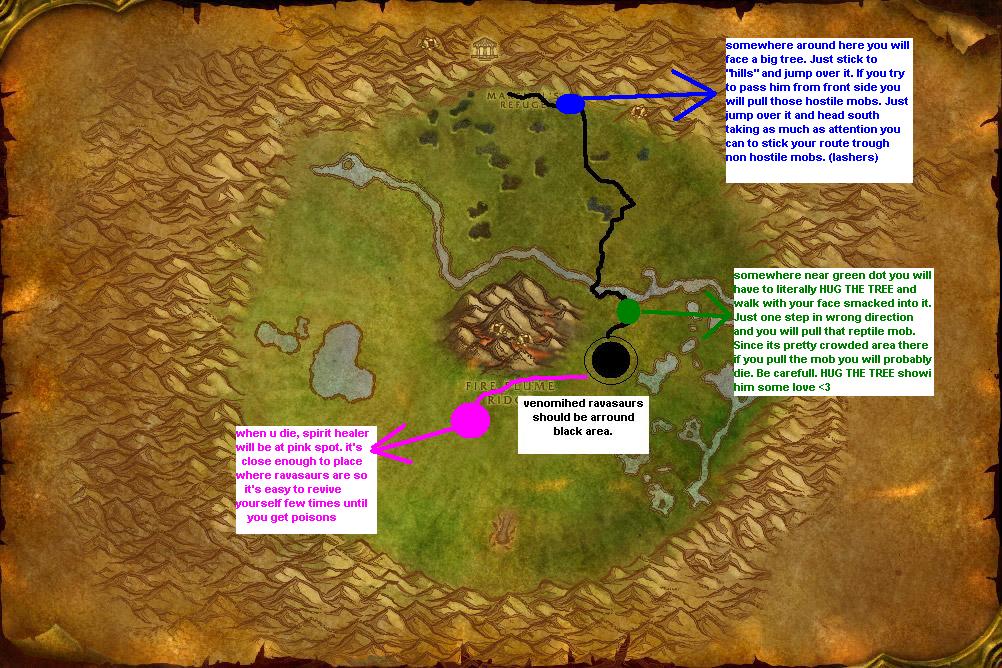 somewhere around here you will
face a big tree. Just stick to
"hills" and jump over it. If you try
to pass him from front side you
will pull those hostile mobs. Just
jump over it and head south
taking as much as attention you
can to stick your route trough
non hostile mobs. (lashers)
REFUGE
somewhere near green dot you will
have to literally HUG THE TREE and
walk with your face smacked into it.
Just one step in wrong direction
and you will pull that reptile mob.
Since its pretty crowded area there
if you pull the mob you will probably
die. Be carefull. HUG THE TREE showi
him some love <3
FIRE PLUME
venomihed ravasaurs
should be arround
black area.
when u die, spirit healer
will be at pink spot. it's
close enough to place
where ravasaurs are so
it's easy to revive
yourself few times until
you get poisons